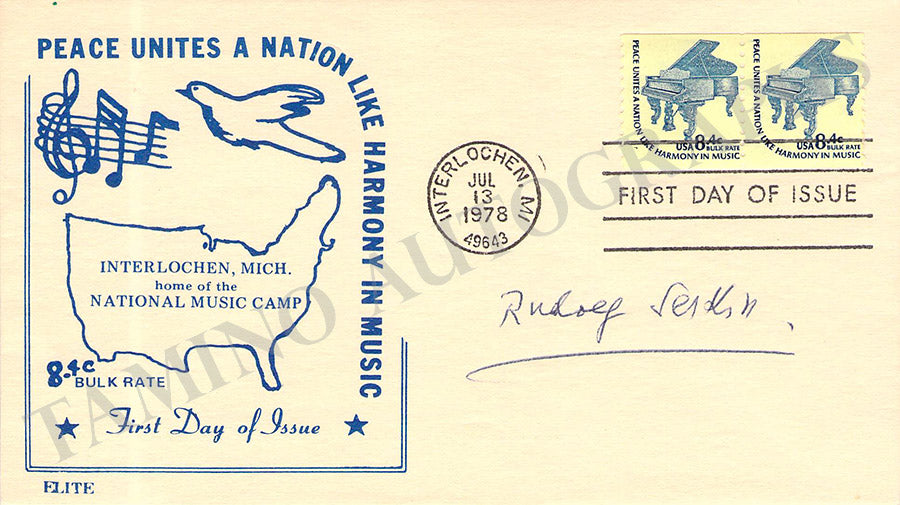 PEACE UNITES A NATION LIKE HARMONY IN MUSIC
INTERLOCHEN, MICH.
home of the
NATIONAL MUSIC CAMP
8.4c
BULK RATE
First Day of Issue
ELITE
PEACE UNITES A NATION LIKE HARMONY IN MUSIC
USA 8.4c
BULK RATE
PEACE UNITES A NATION LIKE HARMONY IN MUSIC
USA 8.4c
BULK RATE
INTERLOCHEN, MI
JUL
13
1978
49643
FIRST DAY OF ISSUE
Rudolf Serkin
TAMINO AUTOGRAPHS